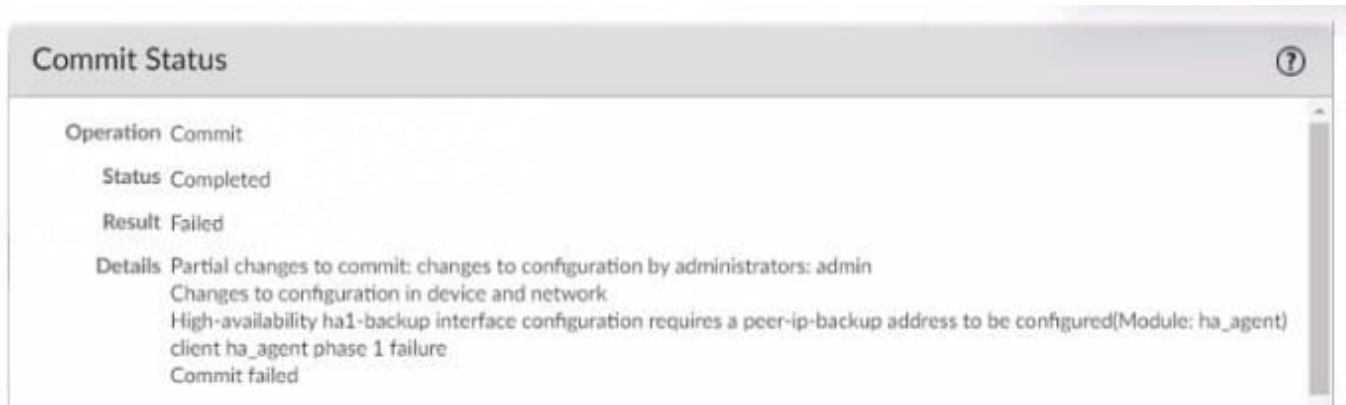 Commit Status
Operation Commit
Status Completed
Result Failed
Details Partial changes to commit: changes to configuration by administrators: admin
Changes to configuration in device and network
High-availability ha1-backup interface configuration requires a peer-ip-backup address to be configured(Module: ha_agent)
client ha_agent phase 1 failure
Commit failed